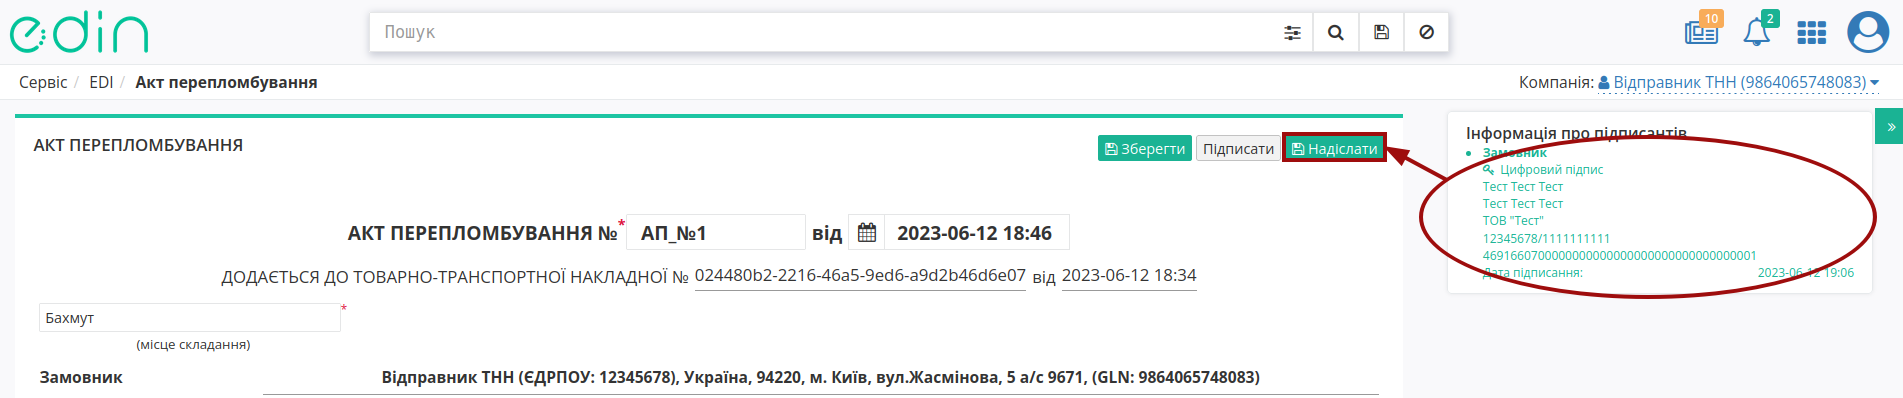 edin
Пошук
10
2
Сервіс / EDI / Акт перепломбування
Компанія: Відправник ТНН (9864065748083)
АКТ ПЕРЕПЛОМБУВАННЯ
Зберегти Підписати Надіслати
АКТ ПЕРЕПЛОМБУВАННЯ №* АП_№1 від 2023-06-12 18:46
ДОДАЄТЬСЯ ДО ТОВАРНО-ТРАНСПОРТНОЇ НАКЛАДНОЇ № 024480b2-2216-46a5-9ed6-a9d2b46d6e07 від 2023-06-12 18:34
Бахмут *
(місце складання)
Замовник Відправник ТНН (ЄДРПОУ: 12345678), Україна, 94220, м. Київ, вул.Жасмінова, 5 а/с 9671, (GLN: 9864065748083)
»
Інформація про підписантів
Замовник
Цифровий підпис
Тест Тест Тест
Тест Тест Тест
ТОВ "Тест"
12345678/1111111111
Дата підписання: 2023-06-12 19:06